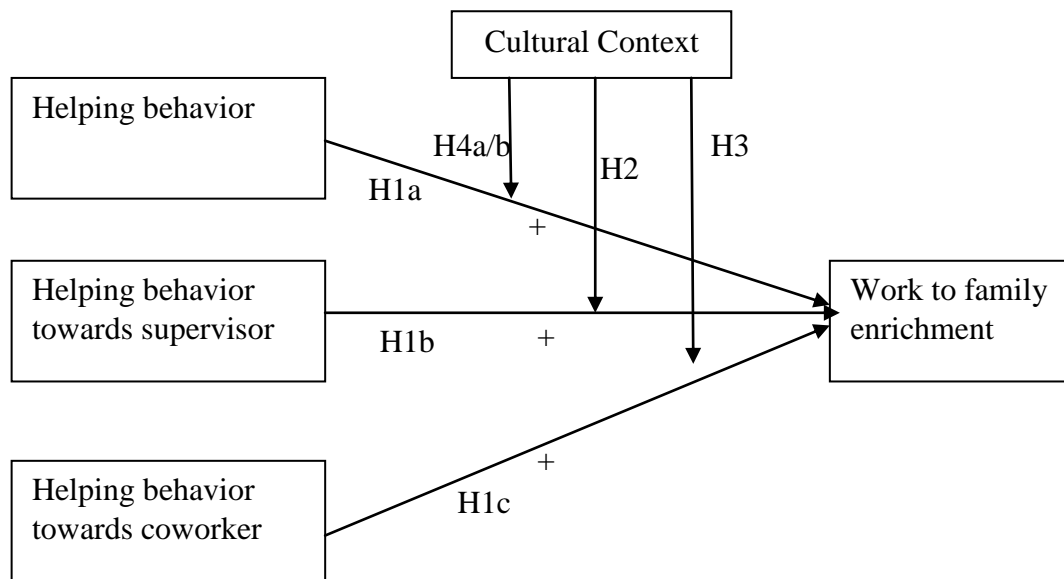 Cultural Context
Helping behavior
H4a/b
H3
H2
H1a
+
Helping behavior
towards supervisor
Work to family
enrichment
H1b
+
+
Helping behavior
towards coworker
H1c